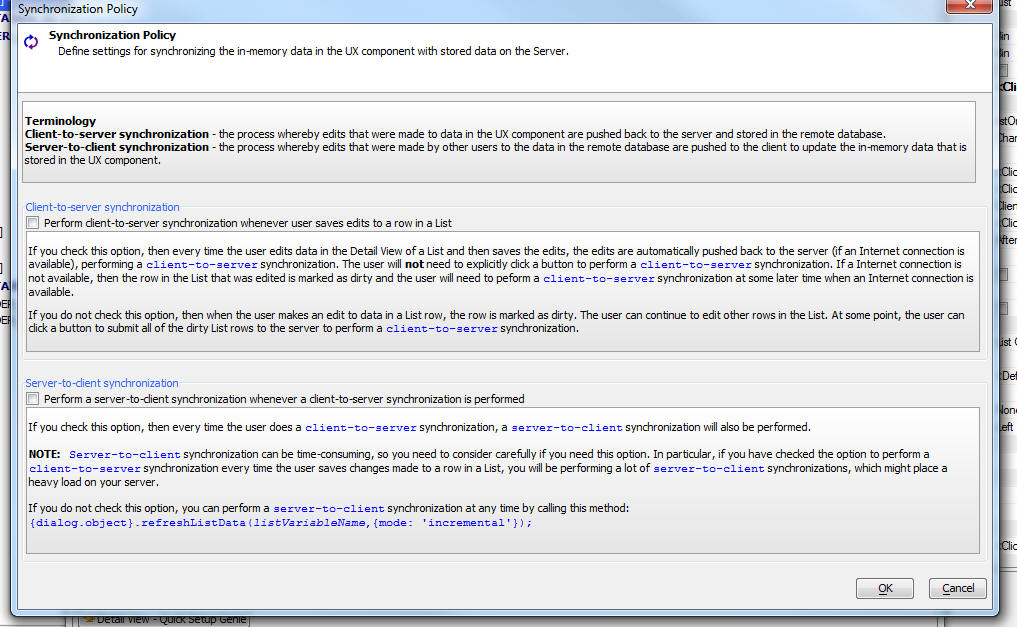 Synchronization Policy
Synchronization Policy
Define settings for synchronizing the in-memory data in the UX component with stored data on the Server.
Terminology
Client-to-server synchronization - the process whereby edits that were made to data in the UX component are pushed back to the server and stored in the remote database.
Server-to-client synchronization - the process whereby edits that were made by other users to the data in the remote database are pushed to the client to update the in-memory data that is
stored in the UX component.
Client-to-server synchronization
Perform client-to-server synchronization whenever user saves edits to a row in a List
If you check this option, then every time the user edits data in the Detail View of a List and then saves the edits, the edits are automatically pushed back to the server (if an Internet connection is
available), performing a client-to-server synchronization. The user will not need to explicitly click a button to perform a client-to-server synchronization. If a Internet connection is
not available, then the row in the List that was edited is marked as dirty and the user will need to peform a client-to-server synchronization at some later time when an Internet connection is
available.
If you do not check this option, then when the user makes an edit to data in a List row, the row is marked as dirty. The user can continue to edit other rows in the List. At some point, the user can
click a button to submit all of the dirty List rows to the server to perform a client-to-server synchronization.
Server-to-client synchronization
Perform a server-to-client synchronization whenever a client-to-server synchronization is performed
If you check this option, then every time the user does a client-to-server synchronization, a server-to-client synchronization will also be performed.
NOTE: Server-to-client synchronization can be time-consuming, so you need to consider carefully if you need this option. In particular, if you have checked the option to perform a
client-to-server synchronization every time the user saves changes made to a row in a List, you will be performing a lot of server-to-client synchronizations, which might place a
heavy load on your server.
If you do not check this option, you can perform a server-to-client synchronization at any time by calling this method:
{dialog.object}.refreshListData(listVariableName,{mode: 'incremental'});
OK
Cancel
Detail View - Quick Setup Genie